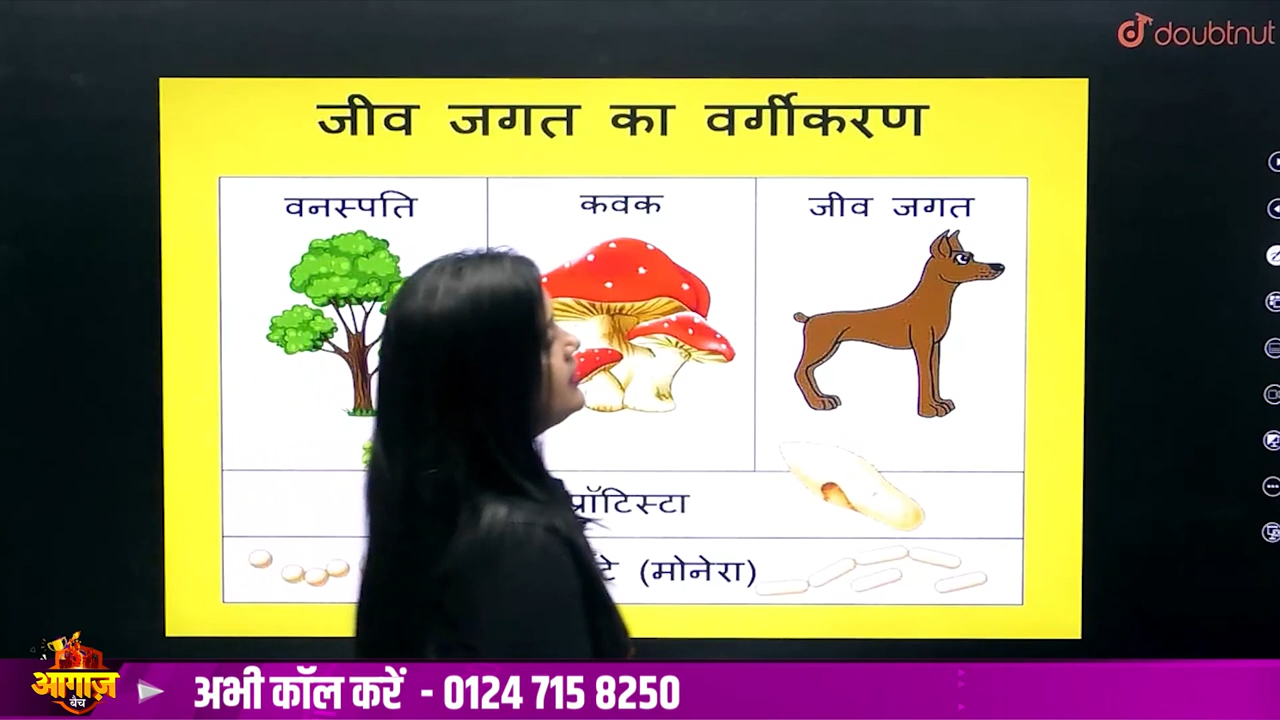 doubtnut
जीव जगत का वर्गीकरण
वनस्पति कवक जीव जगत
प्रॉटिस्टा
(मोनेरा)
आगाज़
बैच
अभी कॉल करें - 0124 715 8250